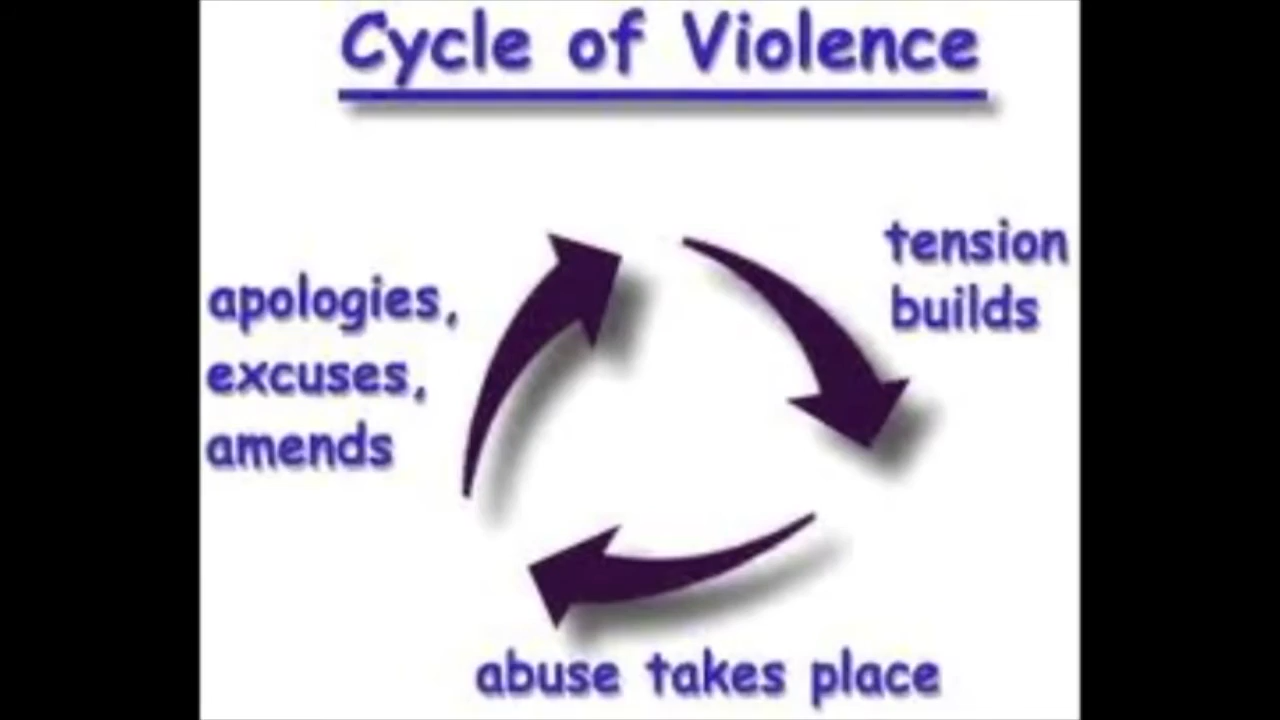 Cycle of Violence
tension
builds
apologies,
excuses,
amends
abuse takes place